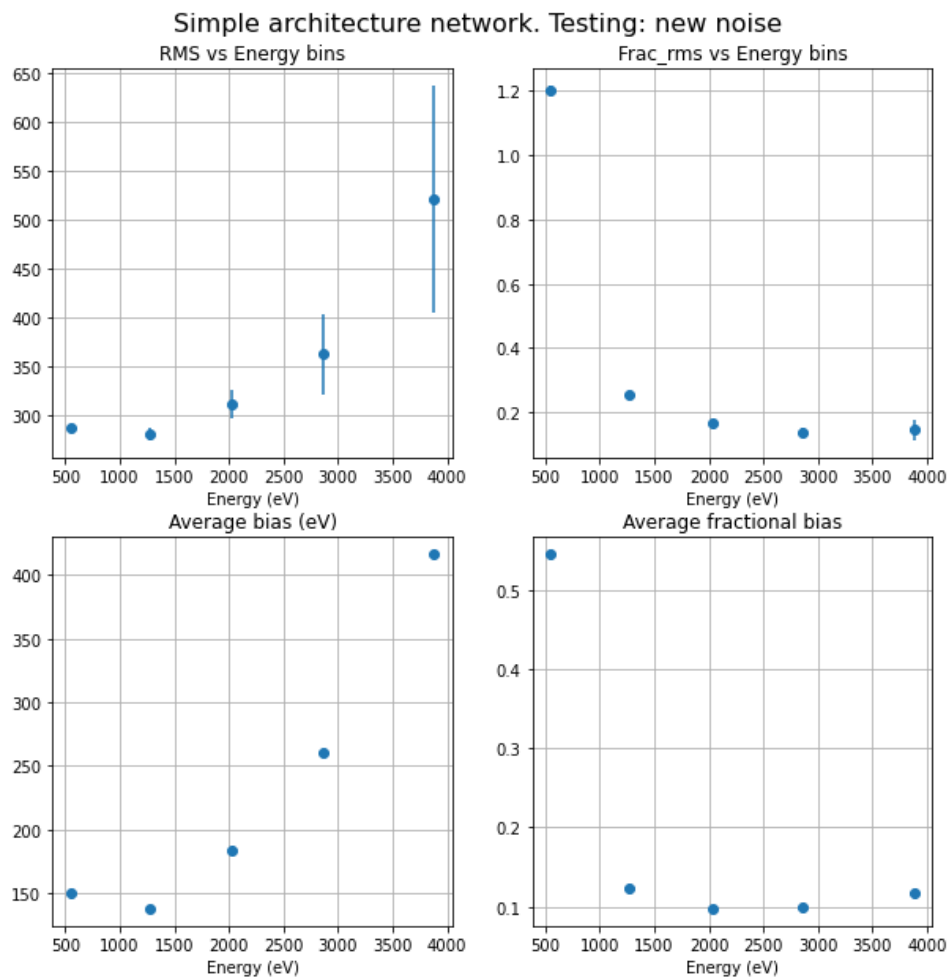 Simple architecture network. Testing: new noise
RMS vs Energy bins
650
600
550
500
450
400
350
300
500 1000 1500 2000 2500 3000 3500 4000
Energy (eV)
Frac_rms vs Energy bins
1.2
1.0
0.8
0.6
0.4
0.2
500 1000 1500 2000 2500 3000 3500 4000
Energy (eV)
Average bias (eV)
400
350
300
250
200
150
500 1000 1500 2000 2500 3000 3500 4000
Energy (eV)
Average fractional bias
0.5
0.4
0.3
0.2
0.1
500 1000 1500 2000 2500 3000 3500 4000
Energy (eV)